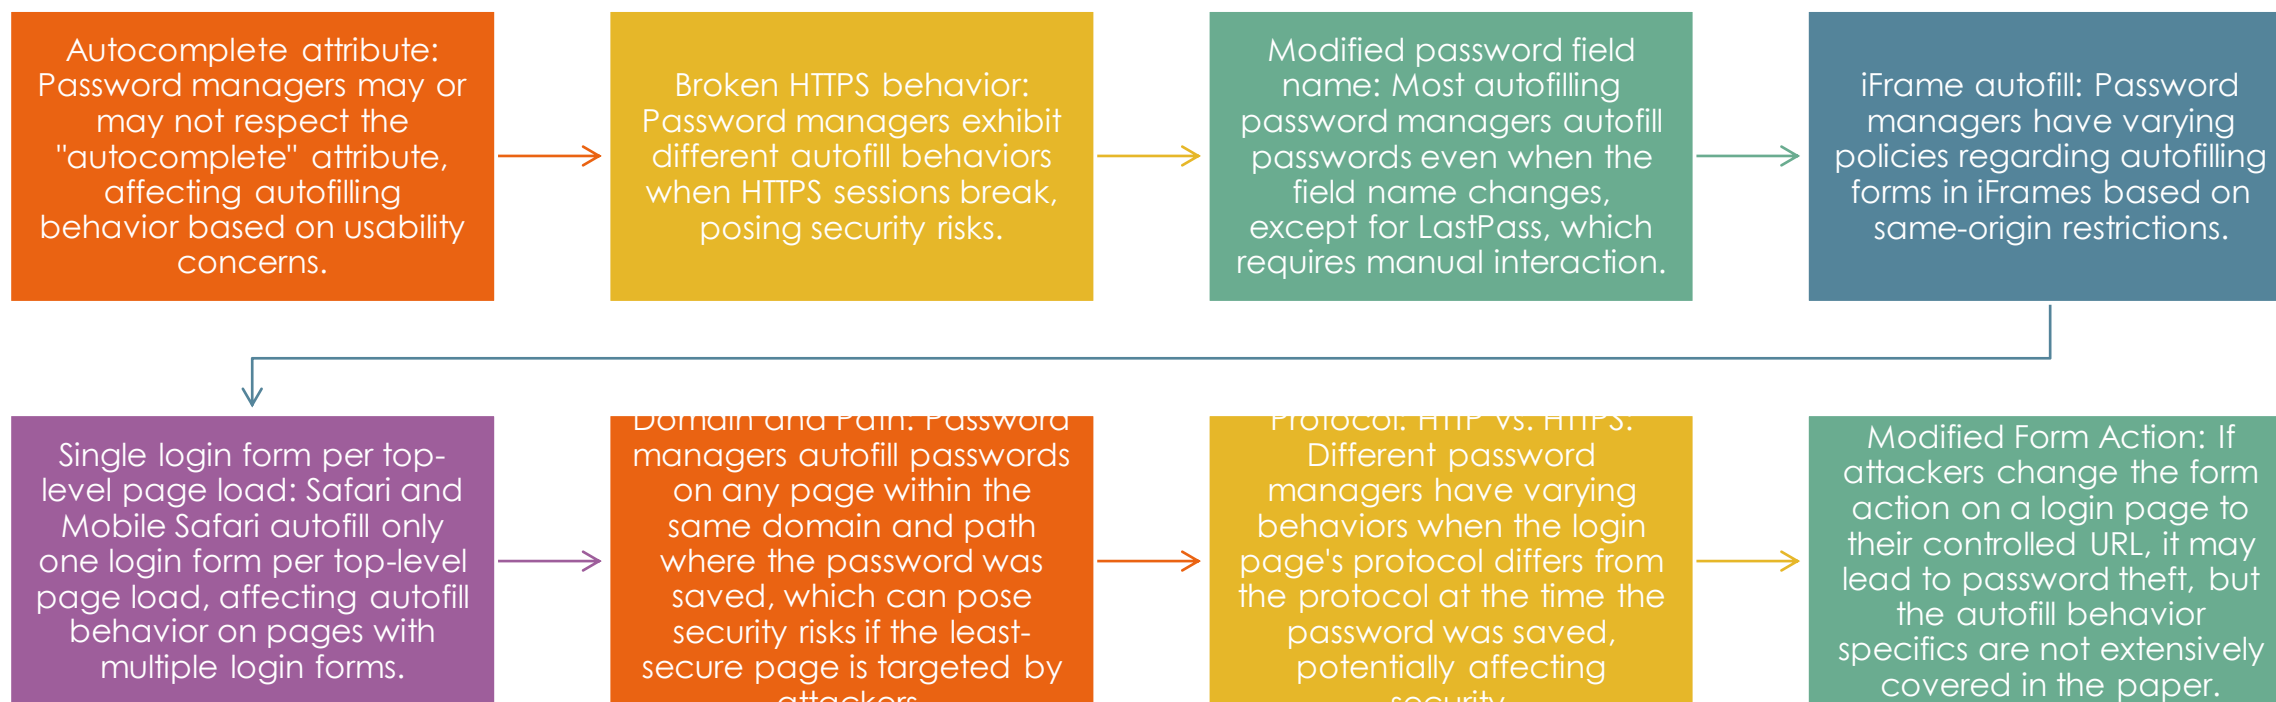 Autocomplete attribute:
Password managers may or
may not respect the
"autocomplete" attribute,
affecting autofilling
behavior based on usability
concerns.
Broken HTTPS behavior:
Password managers exhibit
different autofill behaviors
when HTTPS sessions break,
posing security risks.
Modified password field
name: Most autofilling
password managers autofill
passwords even when the
field name changes,
except for LastPass, which
requires manual interaction.
iFrame autofill: Password
managers have varying
policies regarding autofilling
forms in iFrames based on
same-origin restrictions.
Single login form per top-
level page load: Safari and
Mobile Safari autofill only
one login form per top-level
page load, affecting autofill
behavior on pages with
multiple login forms.
Domain and Path: Password
managers autofill passwords
on any page within the
same domain and path
where the password was
saved, which can pose
security risks if the least-
secure page is targeted by
attackers.
Protocol: HTTP vs. HTTPS:
Different password
managers have varying
behaviors when the login
page's protocol differs from
the protocol at the time the
password was saved,
potentially affecting
security.
Modified Form Action: If
attackers change the form
action on a login page to
their controlled URL, it may
lead to password theft, but
the autofill behavior
specifics are not extensively
covered in the paper.